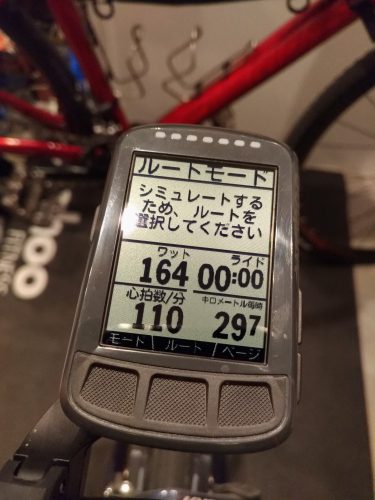 ルートモード
シミュレートする
ため、ルートを
選択してください
ワット
ライド
164
00:00
心拍数/分
キロメートル毎時
110
297
モード
ルート
ページ
hoo
FITNESS